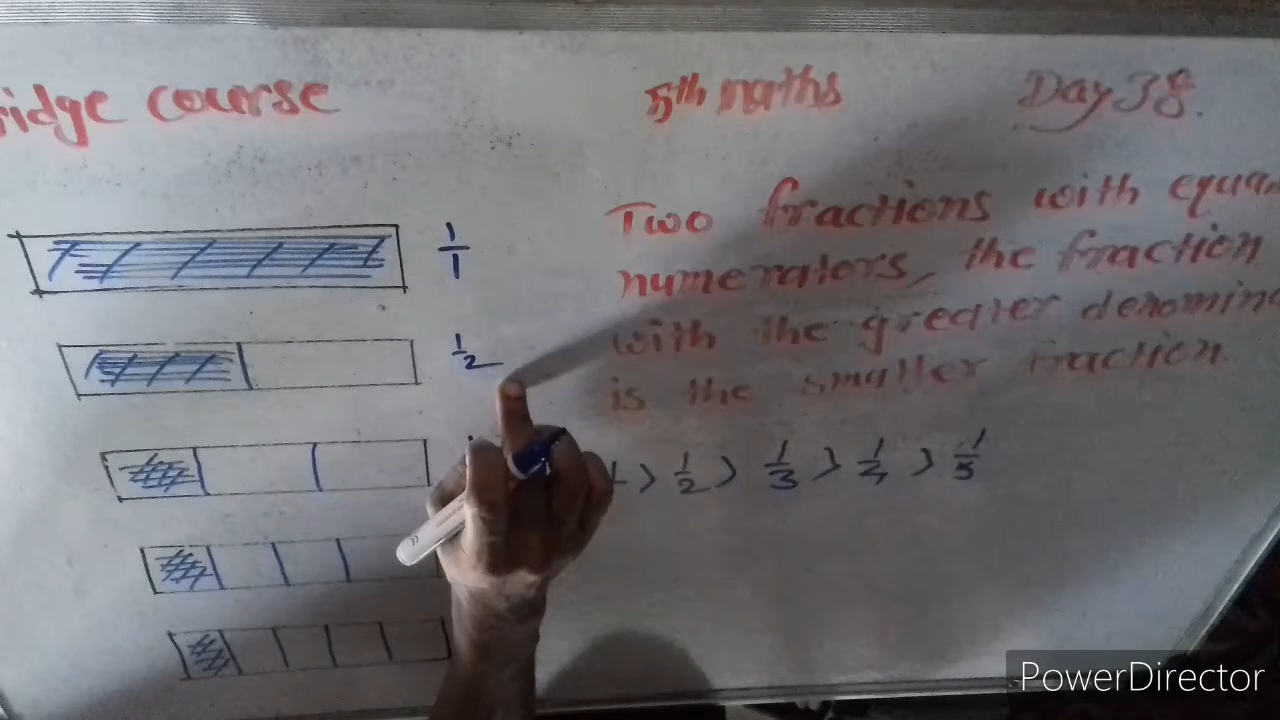 ridge course 5th maths Day 38
Two fractions with equa
numerators, the fraction
with the greater denomin
is the smaller fraction.
1/1
1/2
1 > 1/2 > 1/3 > 1/4 > 1/5
PowerDirector